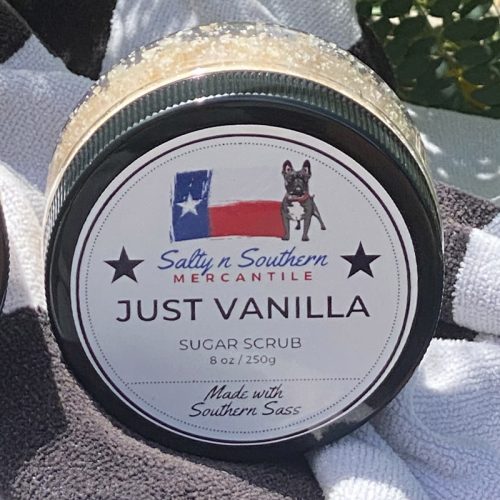 Salty n Southern
MERCANTILE
JUST VANILLA
SUGAR SCRUB
8 oz / 250g
Made with
Southern Sass